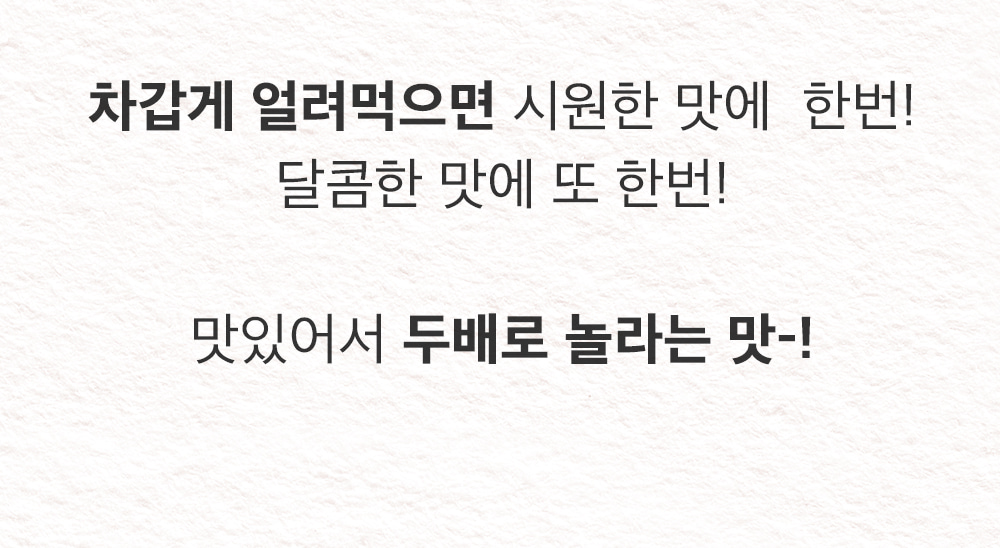 차갑게 얼려먹으면 시원한 맛에 한번!
달콤한 맛에 또 한번!
맛있어서 두배로 놀라는 맛-!